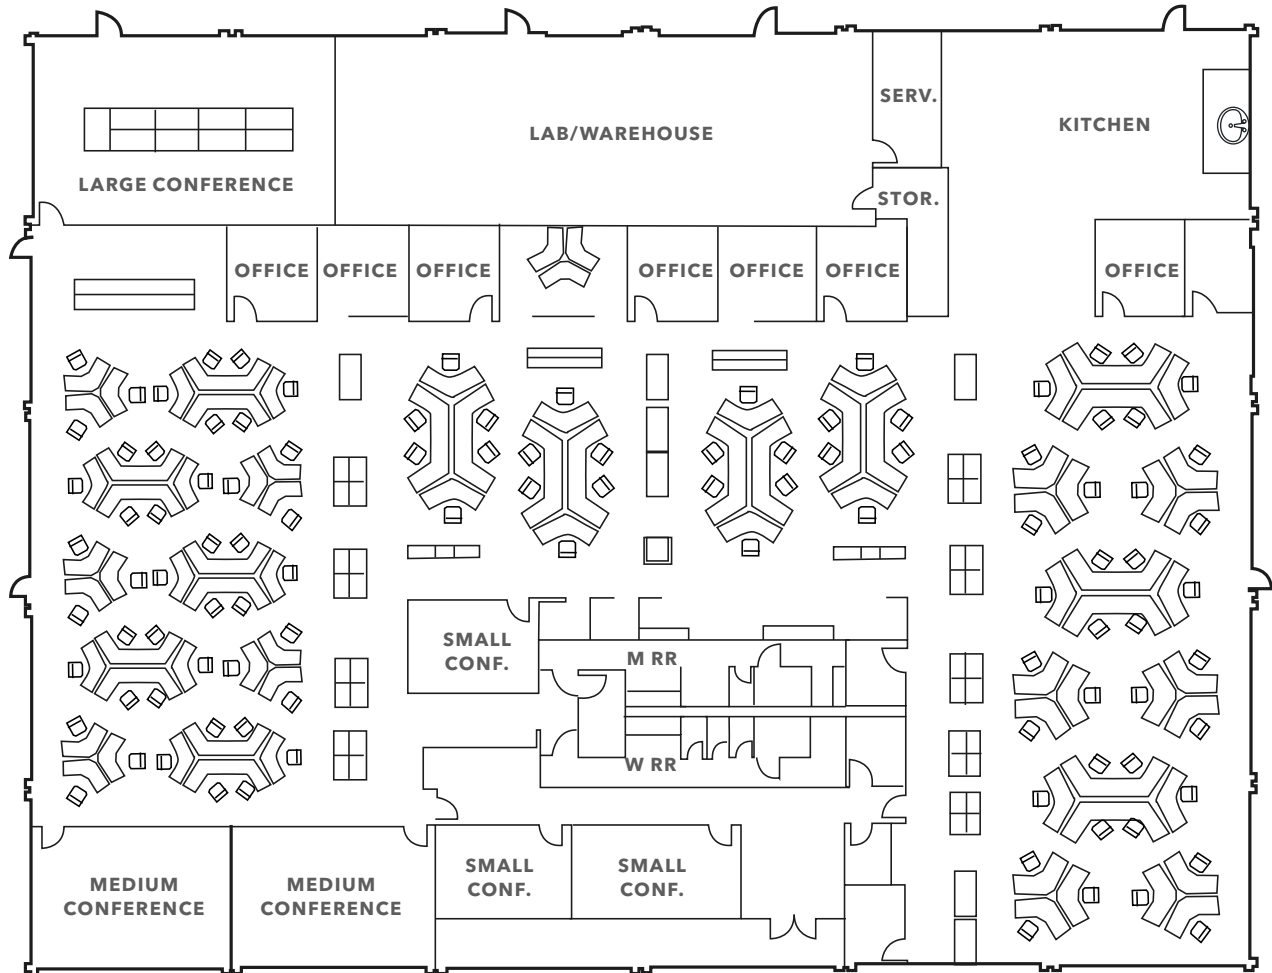 SERV.
KITCHEN
LAB/WAREHOUSE
LARGE CONFERENCE
STOR.
OFFICE
OFFICE
OFFICE
OFFICE
OFFICE
OFFICE
OFFICE
SMALL
CONF.
M RR
W RR
MEDIUM
CONFERENCE
MEDIUM
CONFERENCE
SMALL
CONF.
SMALL
CONF.